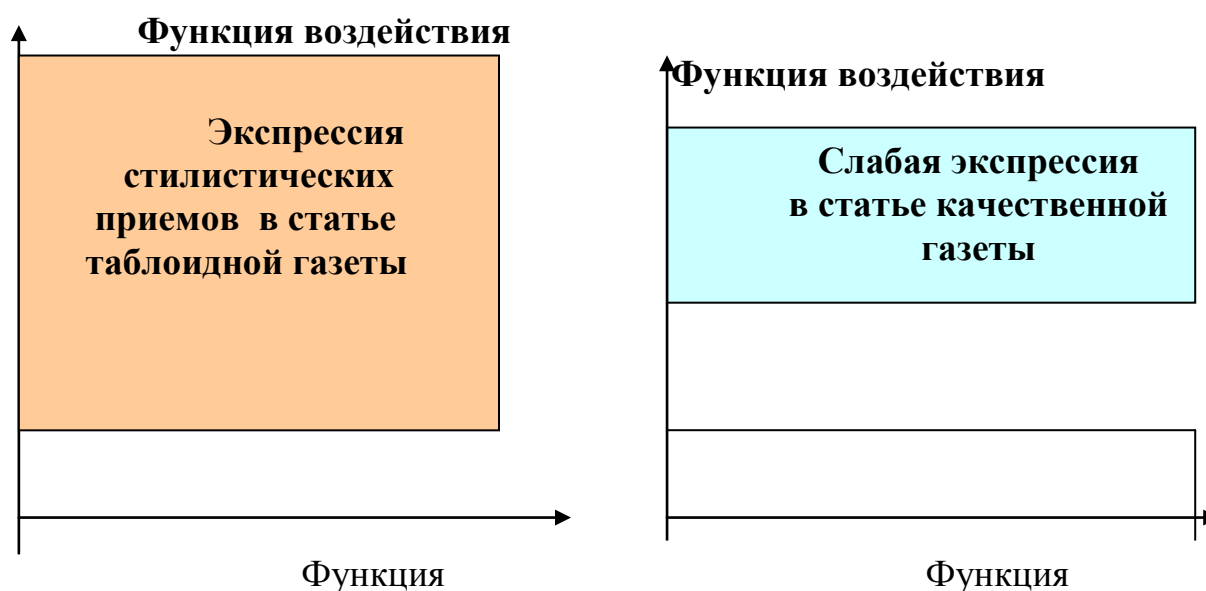 Функция воздействия
Экспрессия
стилистических
приемов в статье
таблоидной газеты
Функция
Функция воздействия
Слабая экспрессия
в статье качественной
газеты
Функция